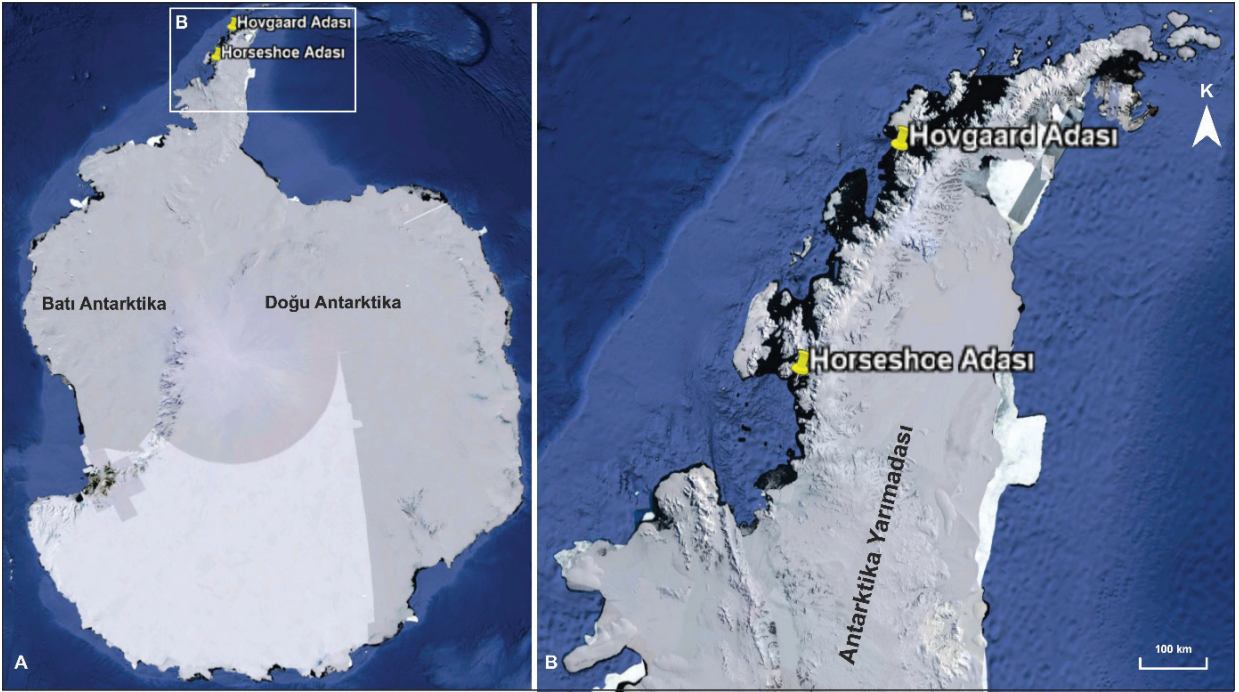 B
Hovgaard Adası
Horseshoe Adası
Batı Antarktika
Doğu Antarktika
A
K
Hovgaard Adası
Horseshoe Adası
Antarktika Yarımadası
B
100 km